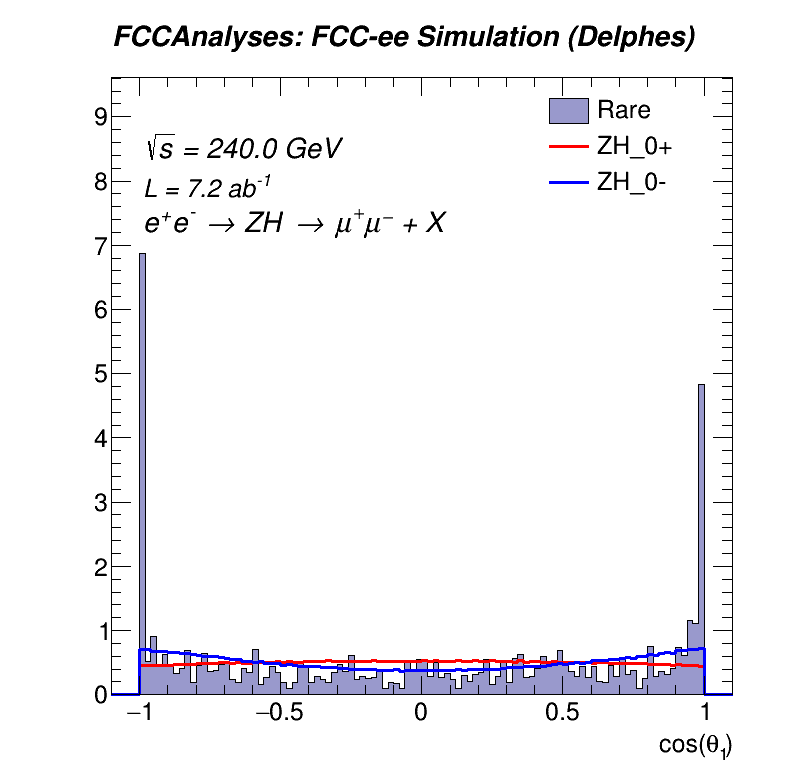 FCCAnalyses: FCC-ee Simulation (Delphes)
√s = 240.0 GeV
L = 7.2 ab⁻¹
e⁺e⁻ → ZH → μ⁺μ⁻ + X
Rare
ZH_0+
ZH_0-
9
8
7
6
5
4
3
2
1
0
−1 −0.5 0 0.5 1
cos(θ₁)